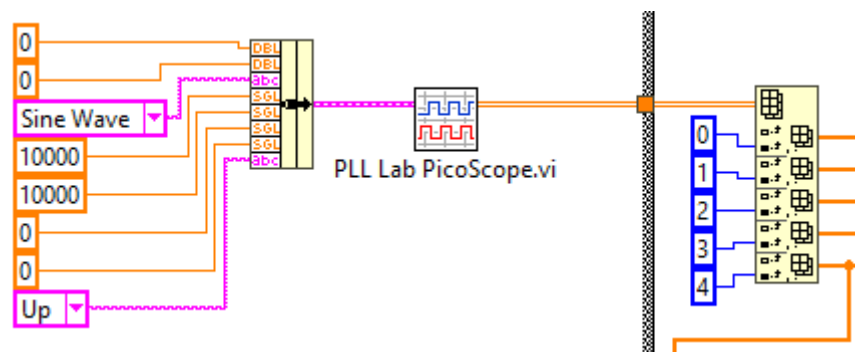 0
0
Sine Wave
10000
10000
0
0
Up
DBL
DBL
abc
SGL
SGL
SGL
SGL
abc
PLL Lab PicoScope.vi
0
1
2
3
4